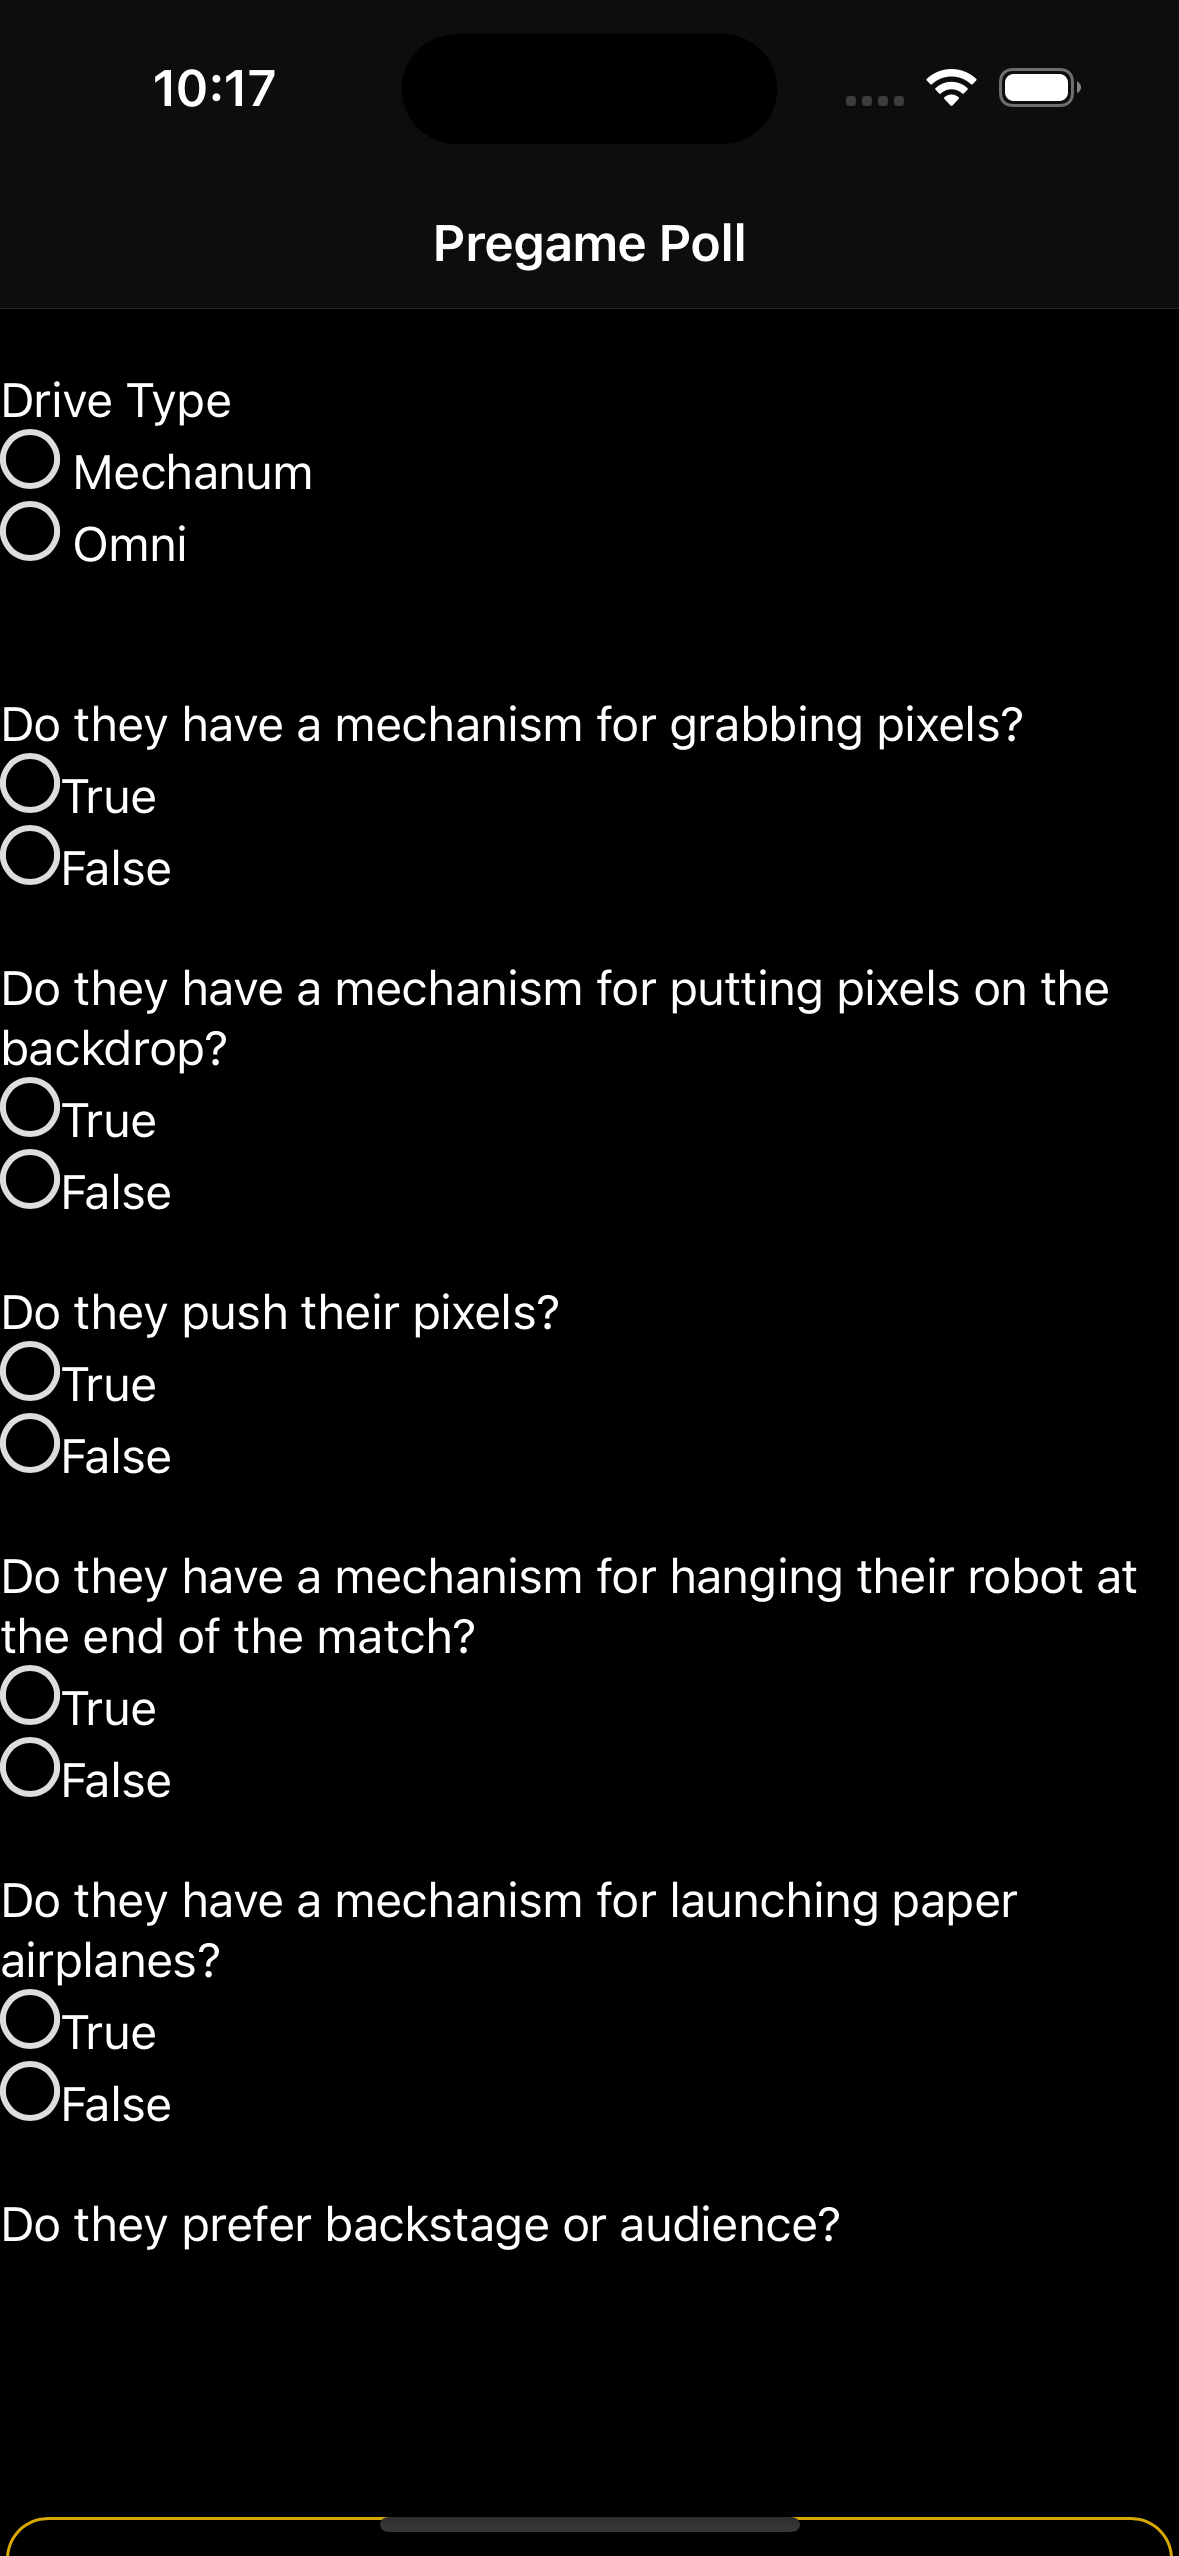 10:17
Pregame Poll
Drive Type
Mechanum
Omni
Do they have a mechanism for grabbing pixels?
True
False
Do they have a mechanism for putting pixels on the
backdrop?
True
False
Do they push their pixels?
True
False
Do they have a mechanism for hanging their robot at
the end of the match?
True
False
Do they have a mechanism for launching paper
airplanes?
True
False
Do they prefer backstage or audience?